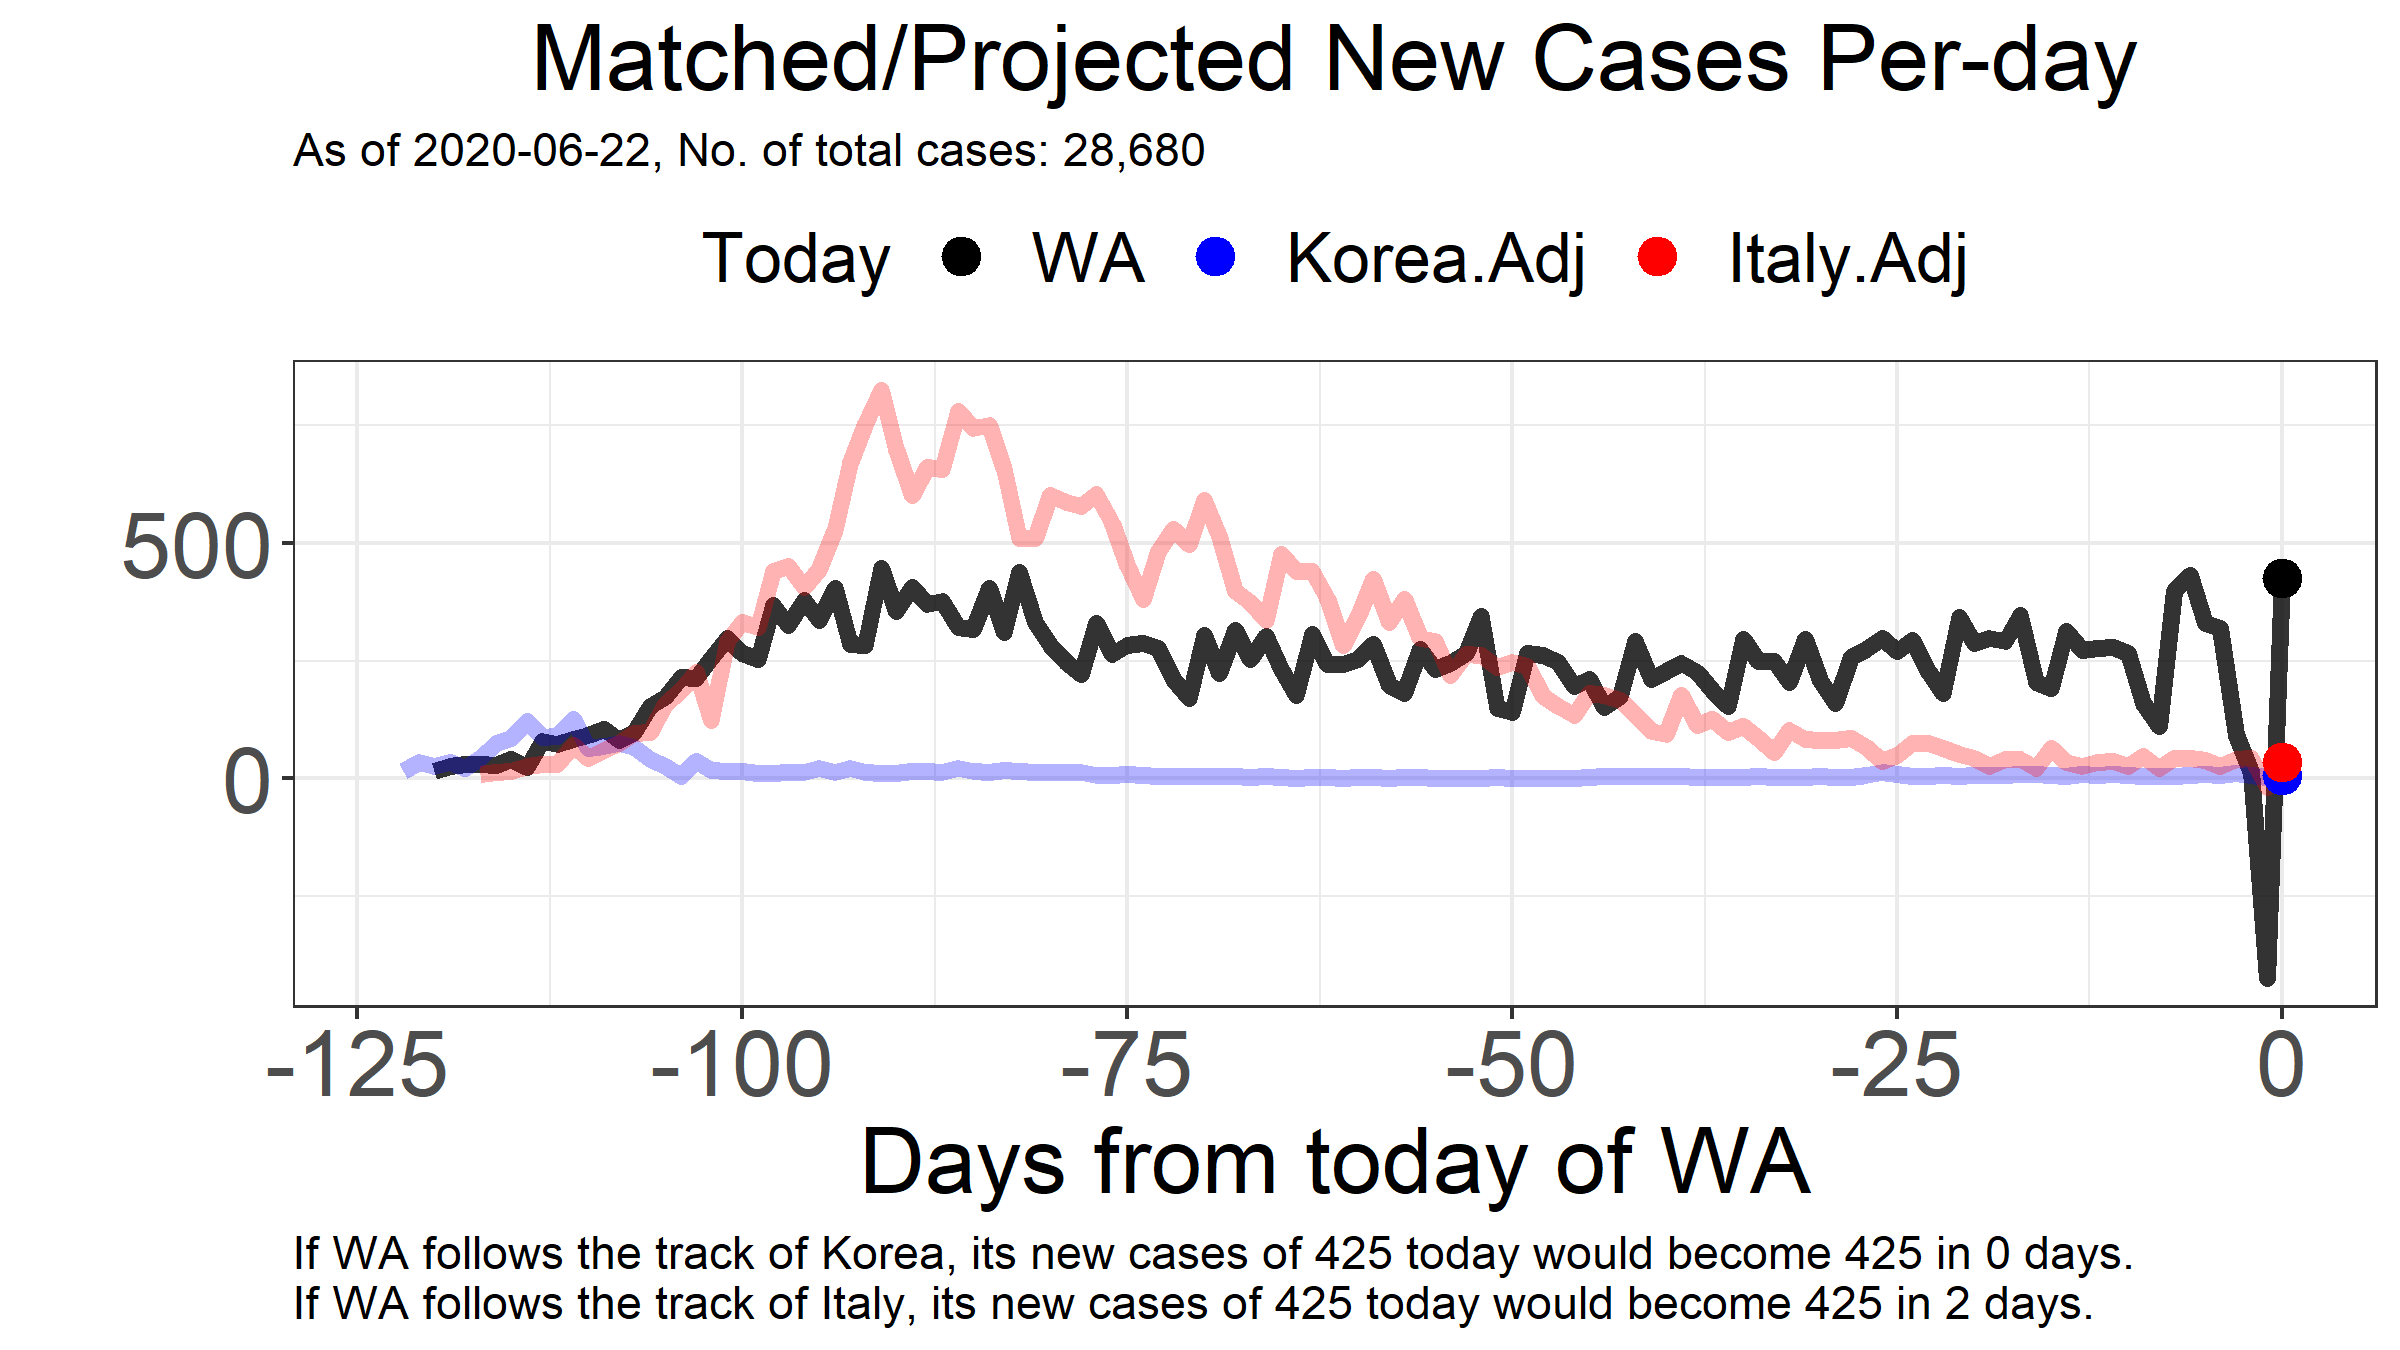 Matched/Projected New Cases Per-day
As of 2020-06-22, No. of total cases: 28,680
Today WA Korea.Adj Italy.Adj
500
0
-125 -100 -75 -50 -25 0
Days from today of WA
If WA follows the track of Korea, its new cases of 425 today would become 425 in 0 days.
If WA follows the track of Italy, its new cases of 425 today would become 425 in 2 days.